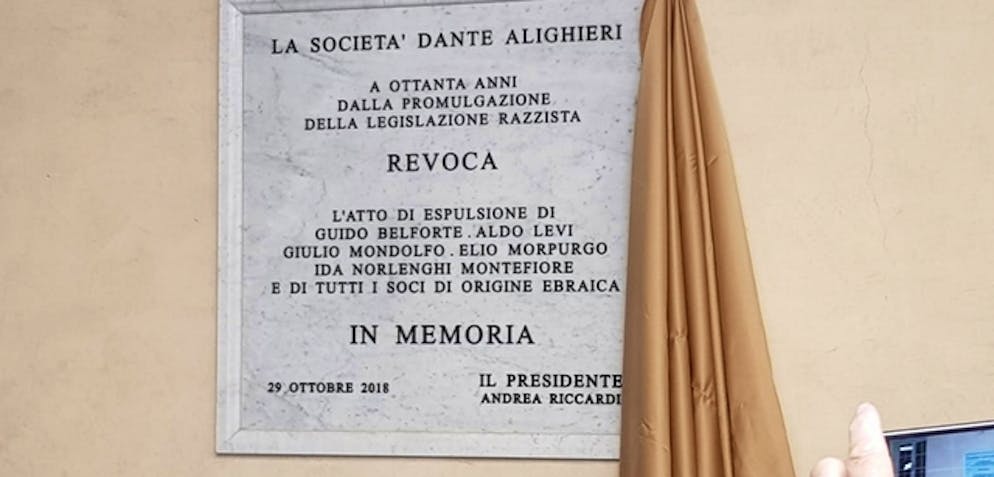 LA SOCIETA' DANTE ALIGHIERI
A OTTANTA ANNI
DALLA PROMULGAZIONE
DELLA LEGISLAZIONE RAZZISTA
REVOCA
L'ATTO DI ESPULSIONE DI
GUIDO BELFORTE . ALDO LEVI
GIULIO MONDOLFO . ELIO MORPURGO
IDA NORLENGHI MONTEFIORE
E DI TUTTI I SOCI DI ORIGINE EBRAICA
IN MEMORIA
29 OTTOBRE 2018
IL PRESIDENTE
ANDREA RICCARDI